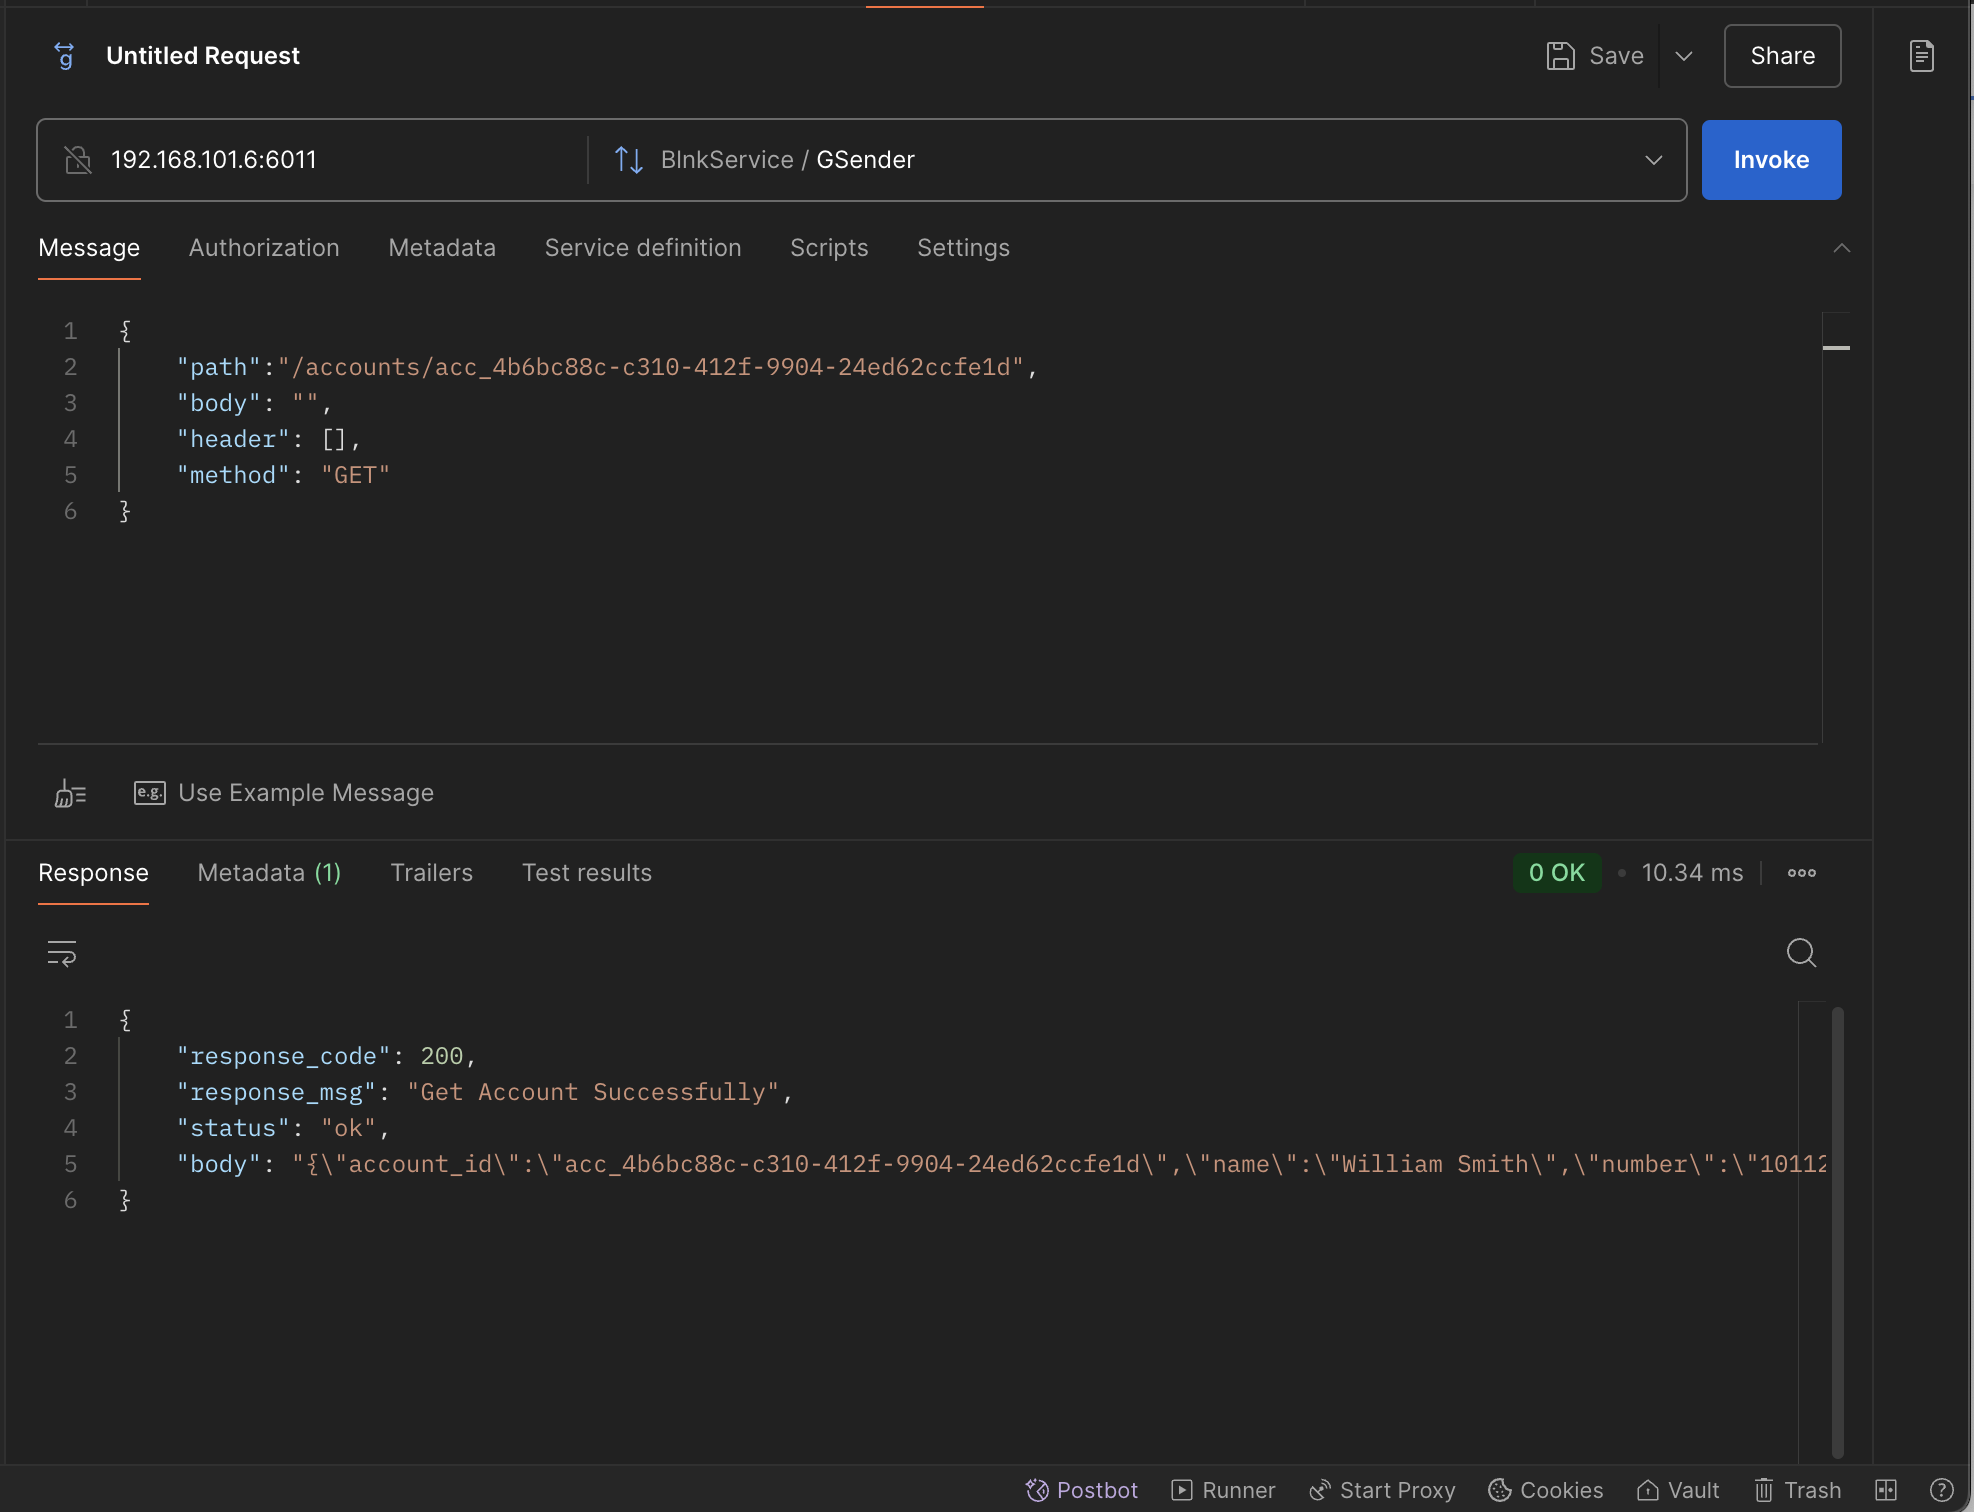 Untitled Request
Save
Share
192.168.101.6:6011
BlnkService / GSender
Invoke
Message
Authorization
Metadata
Service definition
Scripts
Settings
1 {
2 "path":"/accounts/acc_4b6bc88c-c310-412f-9904-24ed62ccfe1d",
3 "body": "",
4 "header": [],
5 "method": "GET"
6 }
e.g. Use Example Message
Response
Metadata (1)
Trailers
Test results
0 OK
10.34 ms
1 {
2 "response_code": 200,
3 "response_msg": "Get Account Successfully",
4 "status": "ok",
5 "body": "{\"account_id\":\"acc_4b6bc88c-c310-412f-9904-24ed62ccfe1d\",\"name\":\"William Smith\",\"number\":\"10112
6 }
Postbot
Runner
Start Proxy
Cookies
Vault
Trash